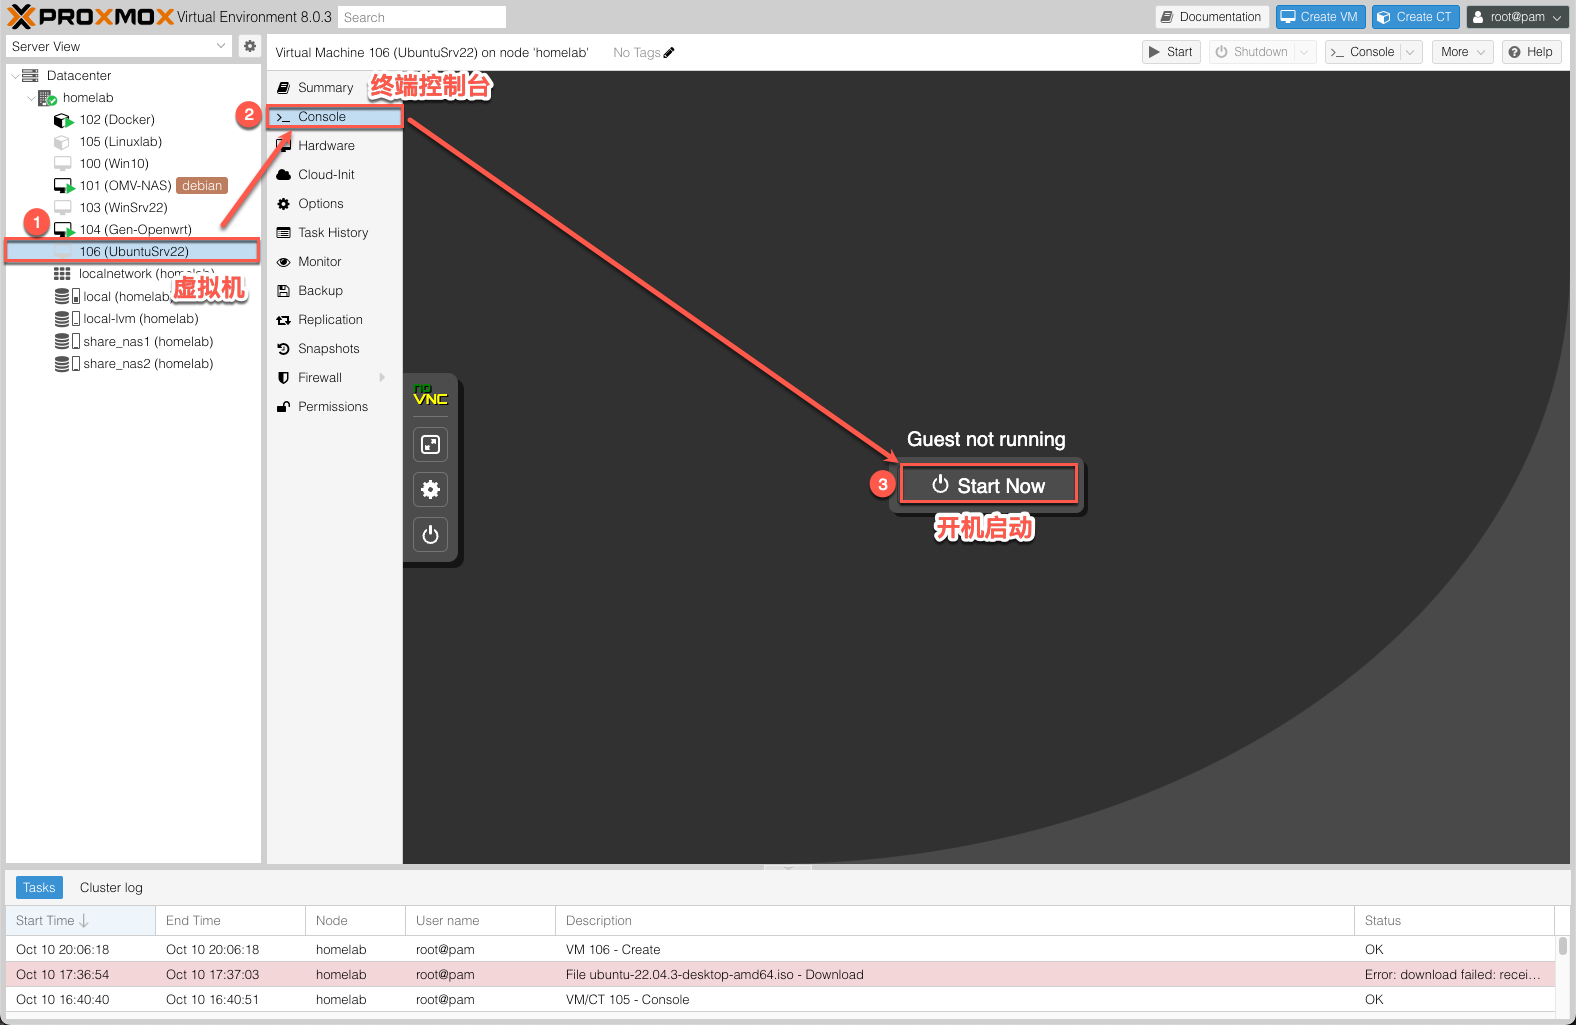 PROXMOX Virtual Environment 8.0.3 Search Documentation Create VM Create CT root@pam
Server View
Virtual Machine 106 (UbuntuSrv22) on node 'homelab' No Tags Start Shutdown >_ Console More Help
Datacenter
homelab
102 (Docker)
105 (Linuxlab)
100 (Win10)
101 (OMV-NAS) debian
103 (WinSrv22)
1
104 (Gen-Openwrt)
106 (UbuntuSrv22)
虚拟机
localnetwork (homelab)
local (homelab)
local-lvm (homelab)
share_nas1 (homelab)
share_nas2 (homelab)
Summary
终端控制台
2
>_ Console
Hardware
Cloud-Init
Options
Task History
Monitor
Backup
Replication
Snapshots
Firewall
Permissions
no
VNC
Guest not running
3
Start Now
开机启动
Tasks Cluster log
Start Time End Time Node User name Description Status
Oct 10 20:06:18 Oct 10 20:06:18 homelab root@pam VM 106 - Create OK
Oct 10 17:36:54 Oct 10 17:37:03 homelab root@pam File ubuntu-22.04.3-desktop-amd64.iso - Download Error: download failed: recei...
Oct 10 16:40:40 Oct 10 16:40:51 homelab root@pam VM/CT 105 - Console OK